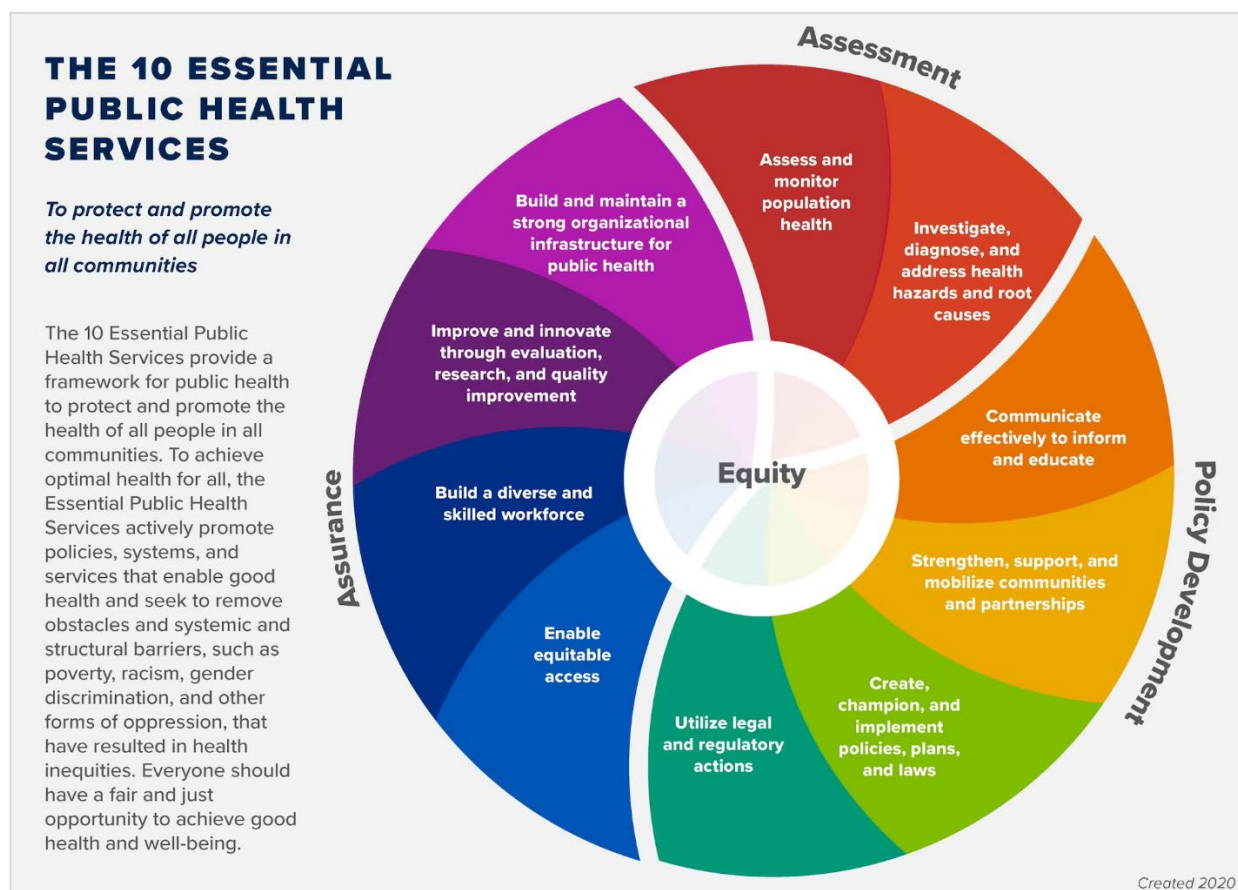 THE 10 ESSENTIAL
PUBLIC HEALTH
SERVICES
To protect and promote
the health of all people in
all communities
The 10 Essential Public
Health Services provide a
framework for public health
to protect and promote the
health of all people in all
communities. To achieve
optimal health for all, the
Essential Public Health
Services actively promote
policies, systems, and
services that enable good
health and seek to remove
obstacles and systemic and
structural barriers, such as
poverty, racism, gender
discrimination, and other
forms of oppression, that
have resulted in health
inequities. Everyone should
have a fair and just
opportunity to achieve good
health and well-being.
Assessment
Assess and
monitor
population
health
Investigate,
diagnose, and
address health
hazards and root
causes
Policy Development
Communicate
effectively to inform
and educate
Strengthen, support, and
mobilize communities
and partnerships
Create,
champion, and
implement
policies, plans,
and laws
Utilize legal
and regulatory
actions
Assurance
Enable
equitable
access
Build a diverse and
skilled workforce
Improve and innovate
through evaluation,
research, and quality
improvement
Build and maintain a
strong organizational
infrastructure for
public health
Equity
Created 2020